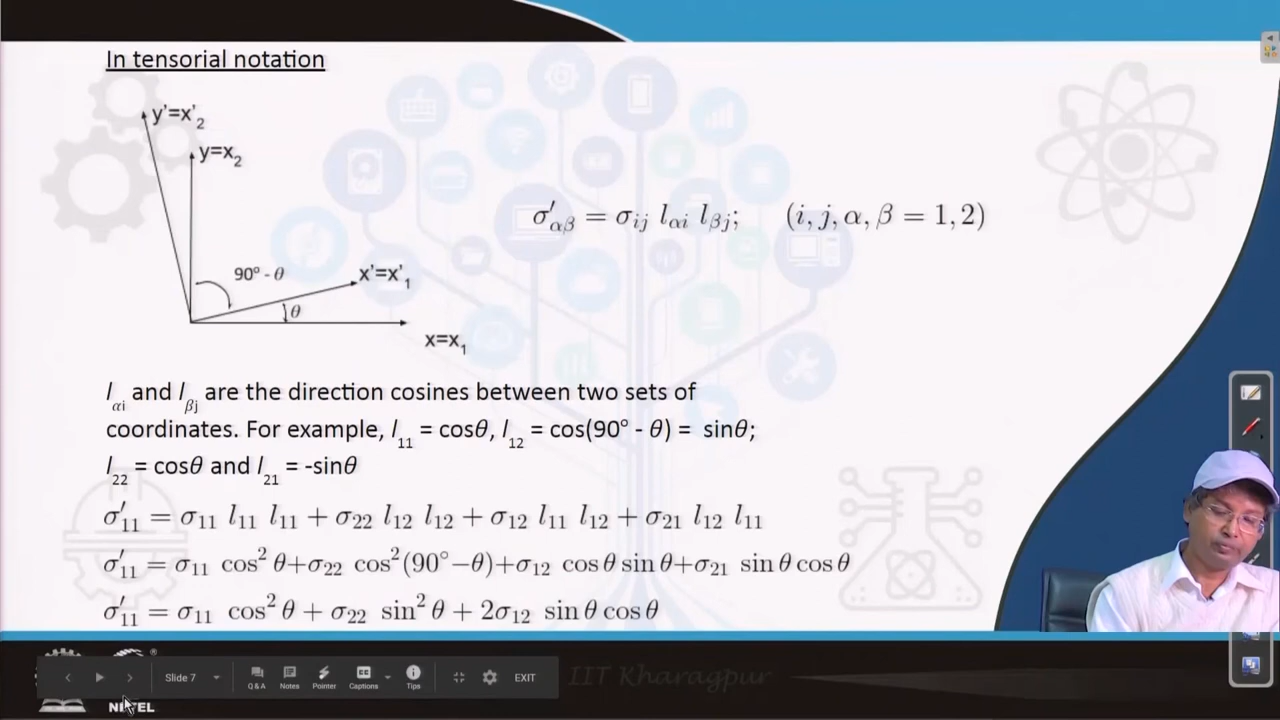 In tensorial notation
y'=x'₂
y=x₂
σ′αβ = σij lαi lβj; (i, j, α, β = 1, 2)
90° - θ
x'=x'₁
θ
x=x₁
lαi and lβj are the direction cosines between two sets of
coordinates. For example, l₁₁ = cosθ, l₁₂ = cos(90° - θ) = sinθ;
l₂₂ = cosθ and l₂₁ = -sinθ
σ′₁₁ = σ₁₁ l₁₁ l₁₁ + σ₂₂ l₁₂ l₁₂ + σ₁₂ l₁₁ l₁₂ + σ₂₁ l₁₂ l₁₁
σ′₁₁ = σ₁₁ cos² θ+σ₂₂ cos²(90°−θ)+σ₁₂ cos θ sin θ+σ₂₁ sin θ cos θ
σ′₁₁ = σ₁₁ cos² θ + σ₂₂ sin² θ + 2σ₁₂ sin θ cos θ
Slide 7
Q & A
Notes
Pointer
Captions
Tips
EXIT
IIT Kharagpur
®